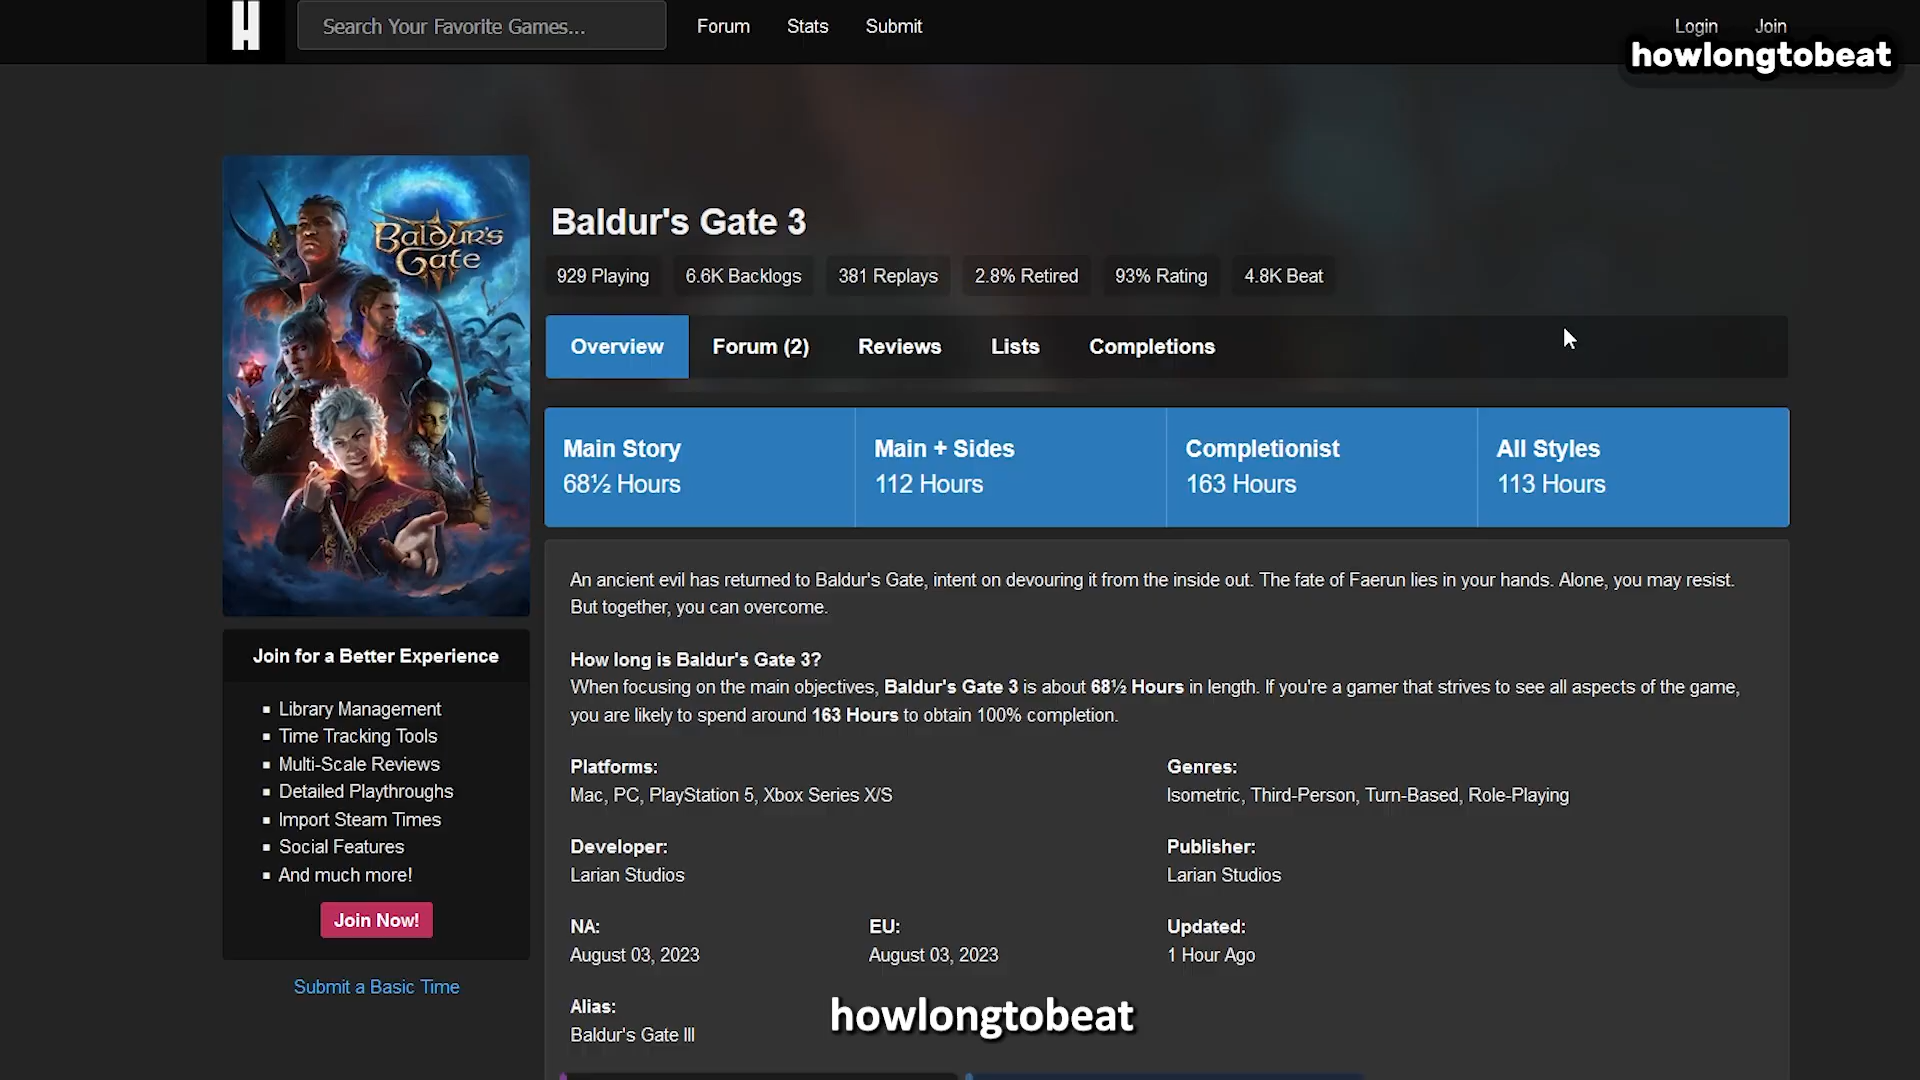 H
Search Your Favorite Games...
Forum
Stats
Submit
Login
Join
howlongtobeat
Baldur's Gate
Baldur's Gate 3
929 Playing
6.6K Backlogs
381 Replays
2.8% Retired
93% Rating
4.8K Beat
Overview
Forum (2)
Reviews
Lists
Completions
Main Story
68½ Hours
Main + Sides
112 Hours
Completionist
163 Hours
All Styles
113 Hours
An ancient evil has returned to Baldur's Gate, intent on devouring it from the inside out. The fate of Faerun lies in your hands. Alone, you may resist.
But together, you can overcome.
How long is Baldur's Gate 3?
When focusing on the main objectives, Baldur's Gate 3 is about 68½ Hours in length. If you're a gamer that strives to see all aspects of the game,
you are likely to spend around 163 Hours to obtain 100% completion.
Platforms:
Mac, PC, PlayStation 5, Xbox Series X/S
Genres:
Isometric, Third-Person, Turn-Based, Role-Playing
Developer:
Larian Studios
Publisher:
Larian Studios
NA:
August 03, 2023
EU:
August 03, 2023
Updated:
1 Hour Ago
Alias:
Baldur's Gate III
Join for a Better Experience
▪ Library Management
▪ Time Tracking Tools
▪ Multi-Scale Reviews
▪ Detailed Playthroughs
▪ Import Steam Times
▪ Social Features
▪ And much more!
Join Now!
Submit a Basic Time
howlongtobeat